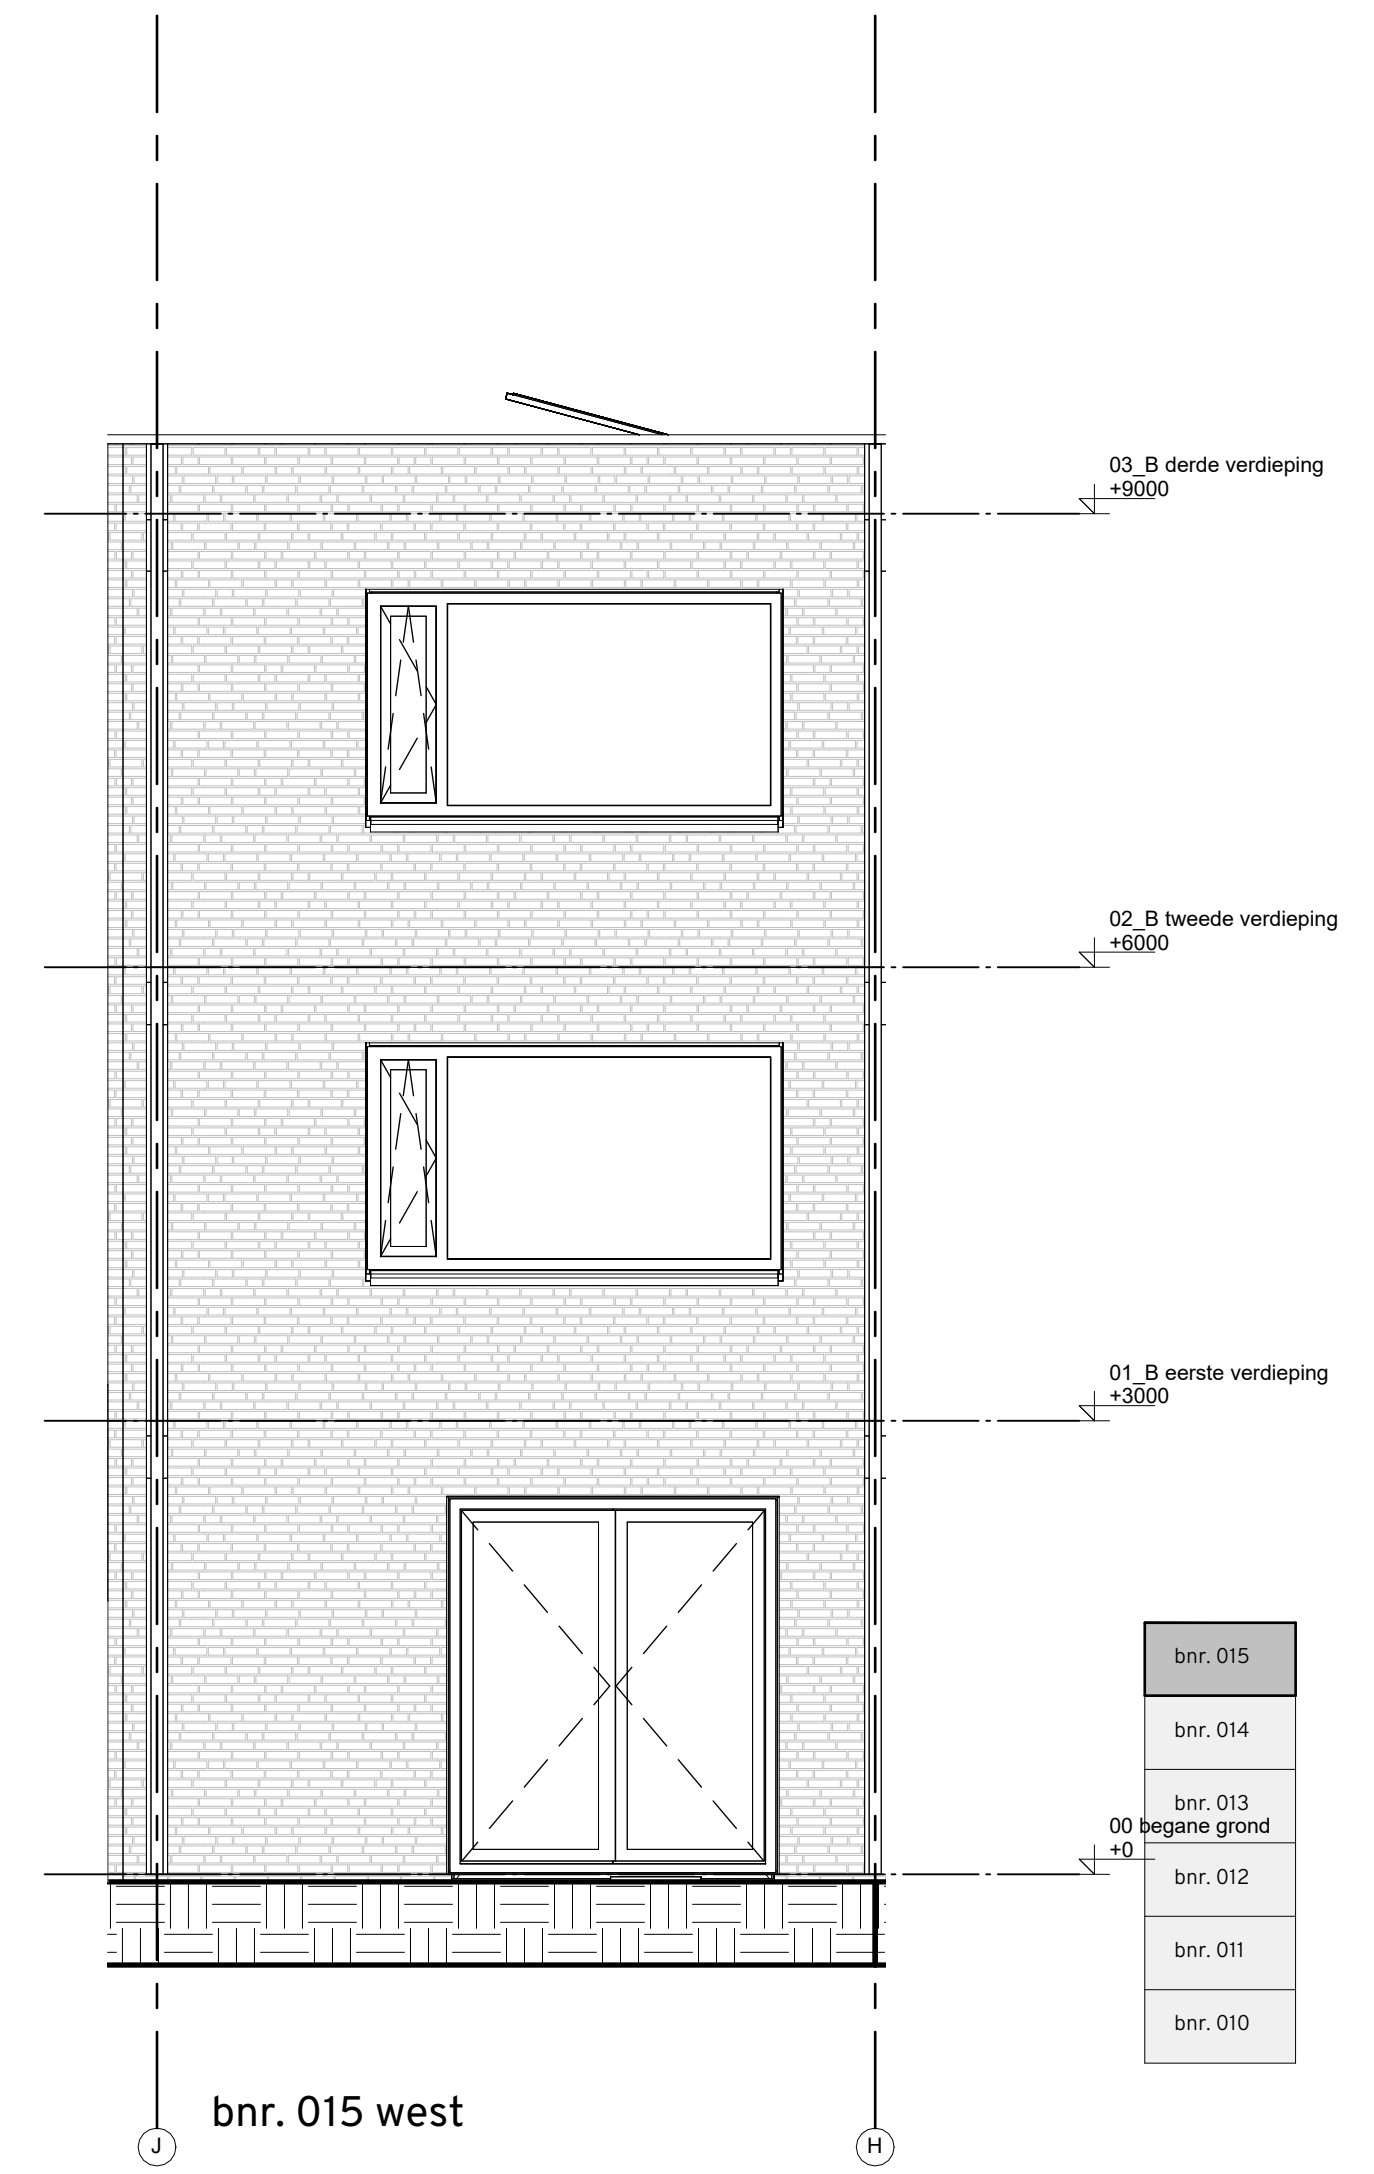 03_B derde verdieping
+9000
02_B tweede verdieping
+6000
01_B eerste verdieping
+3000
bnr. 015
bnr. 014
bnr. 013
00 begane grond
+0
bnr. 012
bnr. 011
bnr. 010
bnr. 015 west
J
H